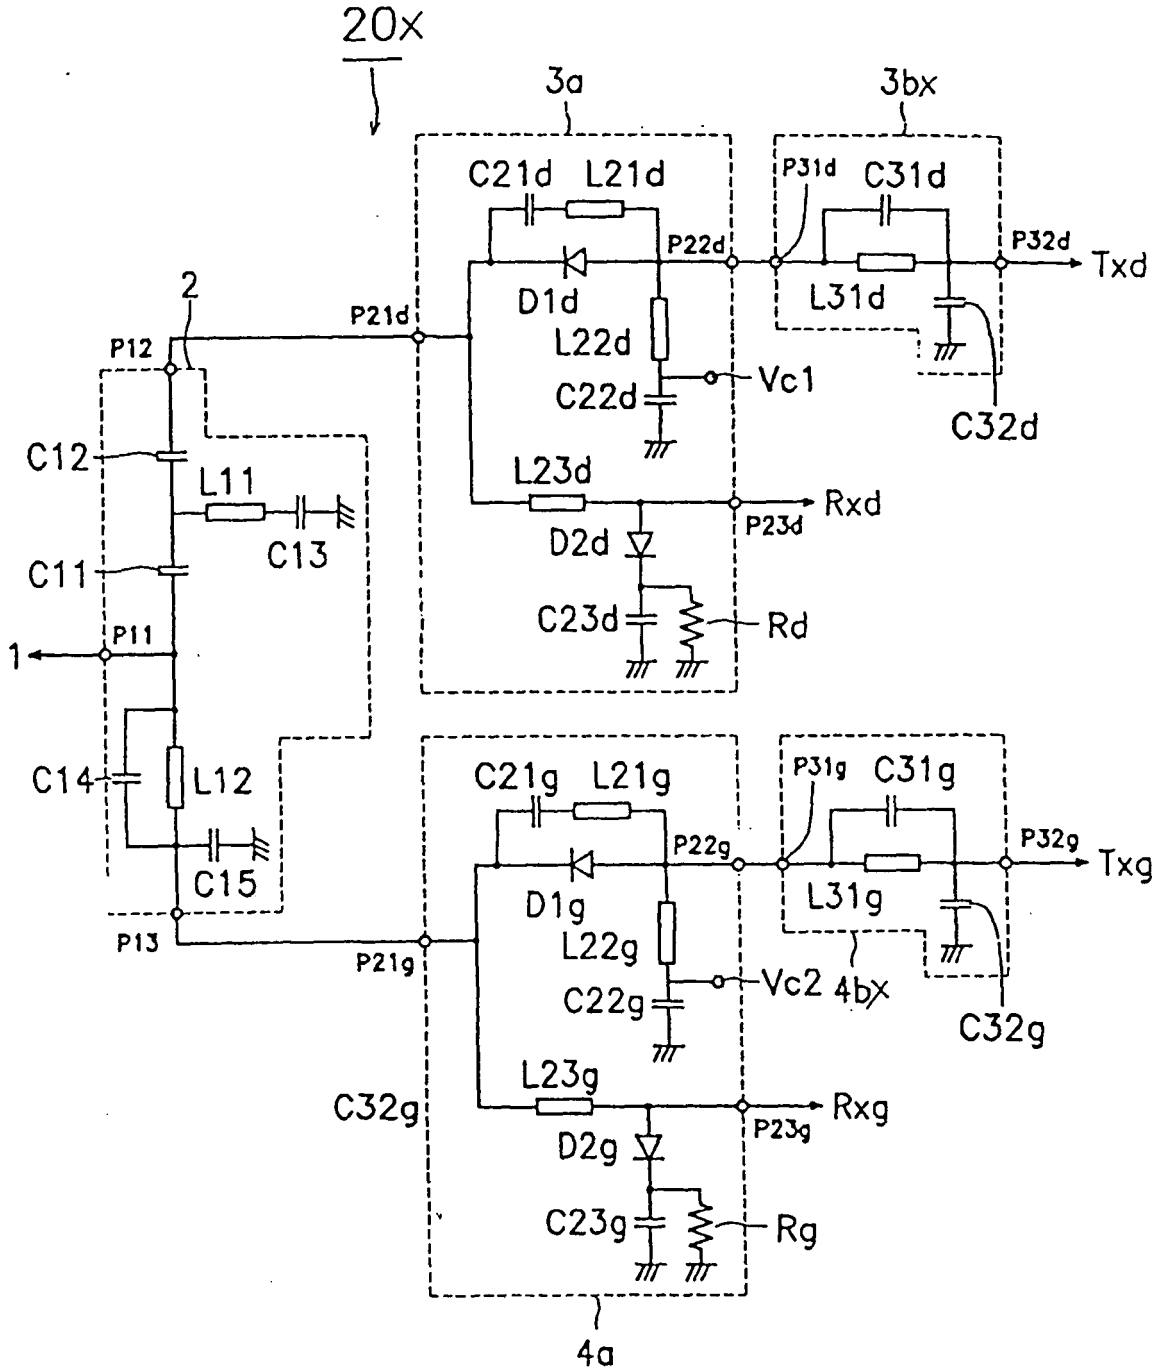 20x
3a
3bx
C21d
L21d
P31d
C31d
P22d
P32d
Txd
D1d
L31d
2
P21d
P12
L22d
Vc1
C22d
C32d
C12
L11
L23d
Rxd
P23d
C13
D2d
C11
C23d
Rd
P11
1
C14
L12
C21g
L21g
P31g
C31g
P22g
P32g
Txg
C15
D1g
L31g
P13
P21g
L22g
Vc2
4bx
C22g
C32g
L23g
C32g
Rxg
P23g
D2g
C23g
Rg
4a